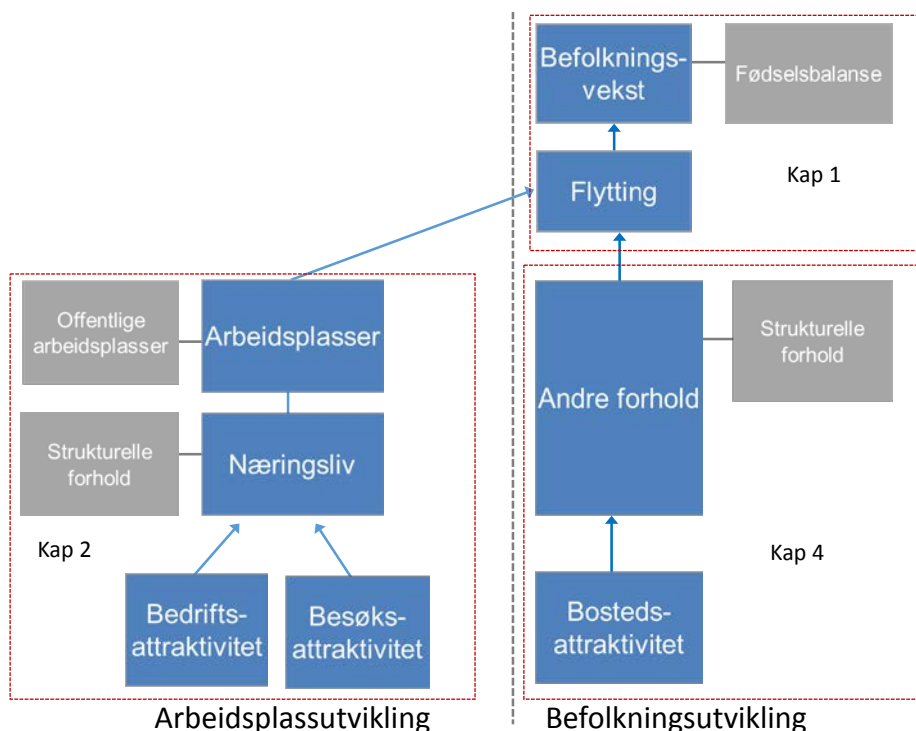 Befolknings-
vekst
Fødselsbalanse
Kap 1
Flytting
Offentlige
arbeidsplasser
Arbeidsplasser
Strukturelle
forhold
Næringsliv
Kap 2
Bedrifts-
attraktivitet
Besøks-
attraktivitet
Arbeidsplassutvikling
Andre forhold
Strukturelle
forhold
Kap 4
Bosteds-
attraktivitet
Befolkningsutvikling